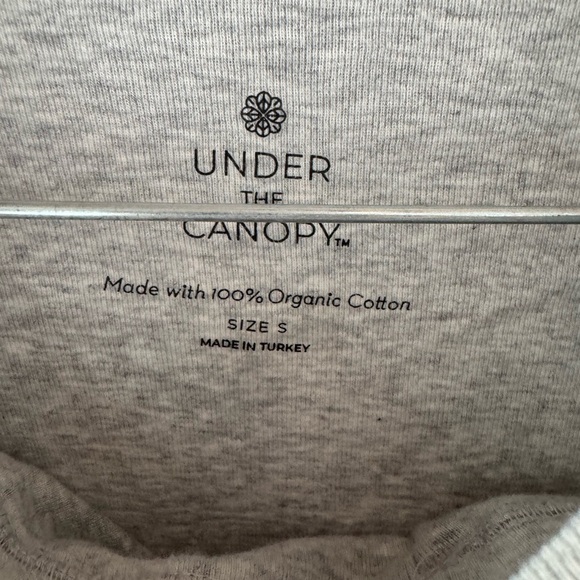 UNDER
THE
CANOPY™
Made with 100% Organic Cotton
SIZE S
MADE IN TURKEY